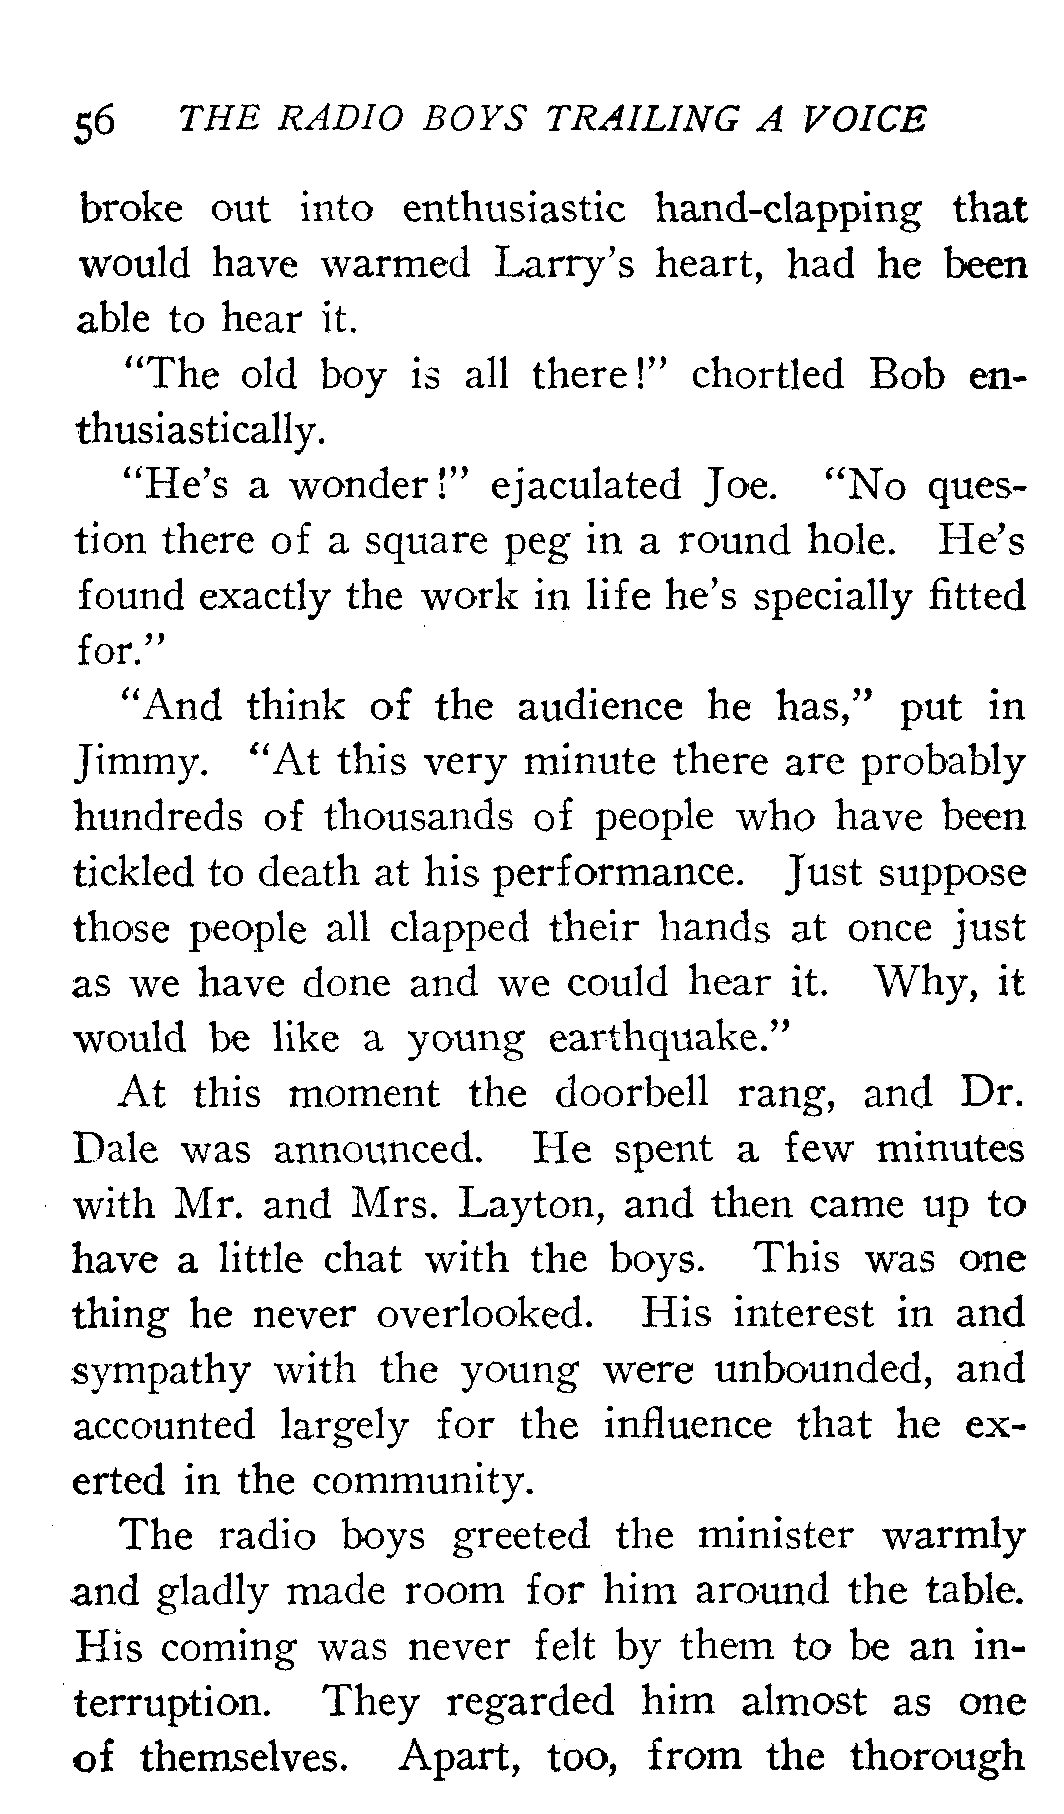 56 THE RADIO BOYS TRAILING A VOICE
broke out into enthusiastic hand-clapping that
would have warmed Larry's heart, had he been
able to hear it.
"The old boy is all there!" chortled Bob en-
thusiastically.
"He's a wonder!" ejaculated Joe. "No ques-
tion there of a square peg in a round hole. He's
found exactly the work in life he's specially fitted
for."
"And think of the audience he has," put in
Jimmy. "At this very minute there are probably
hundreds of thousands of people who have been
tickled to death at his performance. Just suppose
those people all clapped their hands at once just
as we have done and we could hear it. Why, it
would be like a young earthquake."
At this moment the doorbell rang, and Dr.
Dale was announced. He spent a few minutes
with Mr. and Mrs. Layton, and then came up to
have a little chat with the boys. This was one
thing he never overlooked. His interest in and
sympathy with the young were unbounded, and
accounted largely for the influence that he ex-
erted in the community.
The radio boys greeted the minister warmly
and gladly made room for him around the table.
His coming was never felt by them to be an in-
terruption. They regarded him almost as one
of themselves. Apart, too, from the thorough